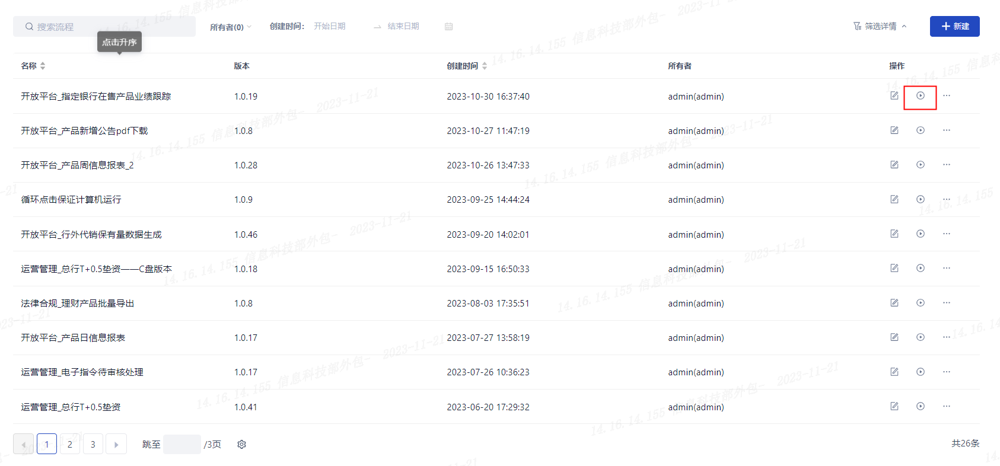 搜索流程 所有者(0) 创建时间： 开始日期 结束日期 筛选详情 新建
点击升序
名称 版本 创建时间 所有者 操作
开放平台_指定银行在售产品业绩跟踪 1.0.19 2023-10-30 16:37:40 admin(admin)
开放平台_产品新增公告pdf下载 1.0.8 2023-10-27 11:47:19 admin(admin)
开放平台_产品周信息报表_2 1.0.28 2023-10-26 13:47:33 admin(admin)
循环点击保证计算机运行 1.0.9 2023-09-25 14:44:24 admin(admin)
开放平台_行外代销保有量数据生成 1.0.46 2023-09-20 14:02:01 admin(admin)
运营管理_总行T+0.5垫资——C盘版本 1.0.18 2023-09-15 16:50:33 admin(admin)
法律合规_理财产品批量导出 1.0.8 2023-08-03 17:35:51 admin(admin)
开放平台_产品日信息报表 1.0.17 2023-07-27 13:58:19 admin(admin)
运营管理_电子指令待审核处理 1.0.17 2023-07-26 10:36:23 admin(admin)
运营管理_总行T+0.5垫资 1.0.41 2023-06-20 17:29:32 admin(admin)
1 2 3 跳至 /3页 共26条
14.16.14.155 信息科技部外包- 2023-11-21